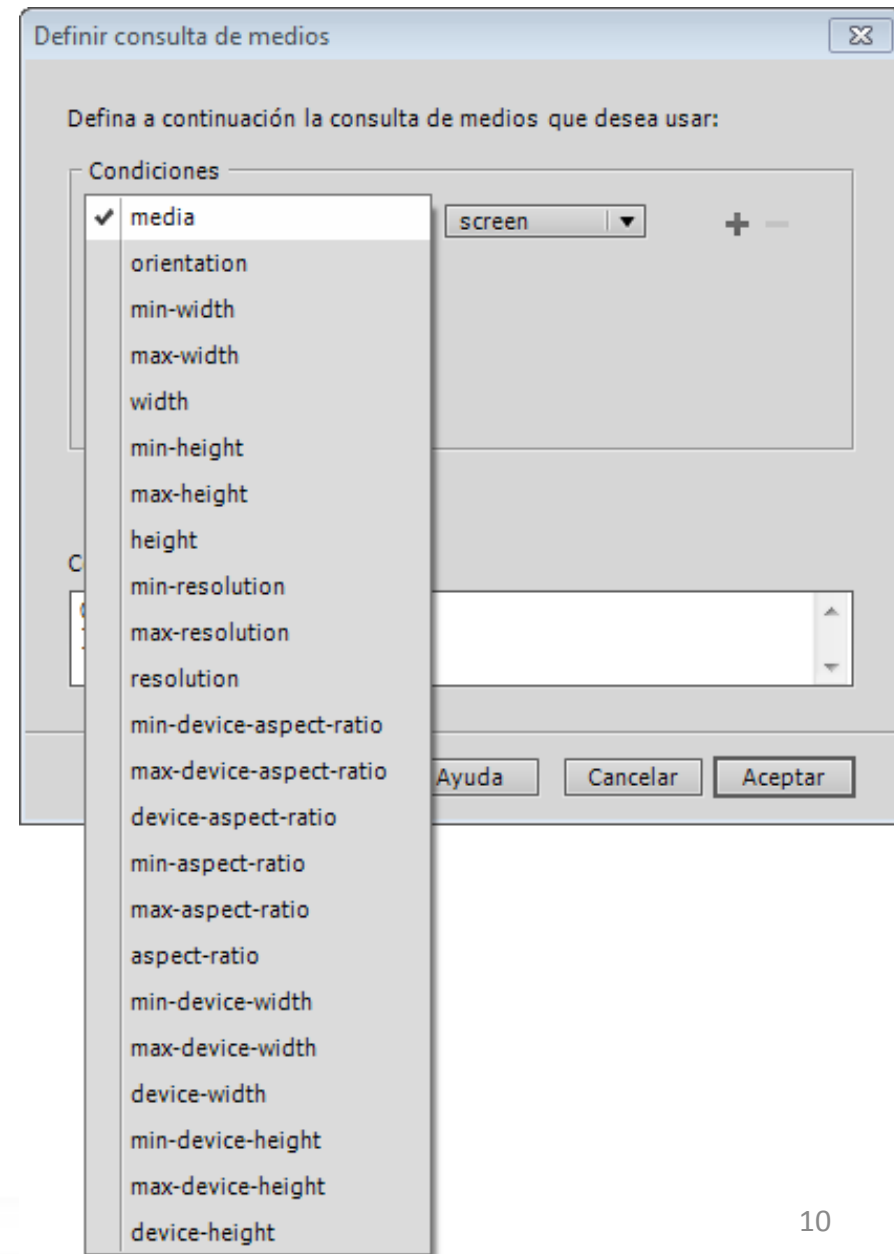 Definir consulta de medios
Defina a continuación la consulta de medios que desea usar:
Condiciones
✔ media
screen
orientation
min-width
max-width
width
min-height
max-height
height
min-resolution
max-resolution
resolution
min-device-aspect-ratio
max-device-aspect-ratio
device-aspect-ratio
min-aspect-ratio
max-aspect-ratio
aspect-ratio
min-device-width
max-device-width
device-width
min-device-height
max-device-height
device-height
Ayuda
Cancelar
Aceptar
10